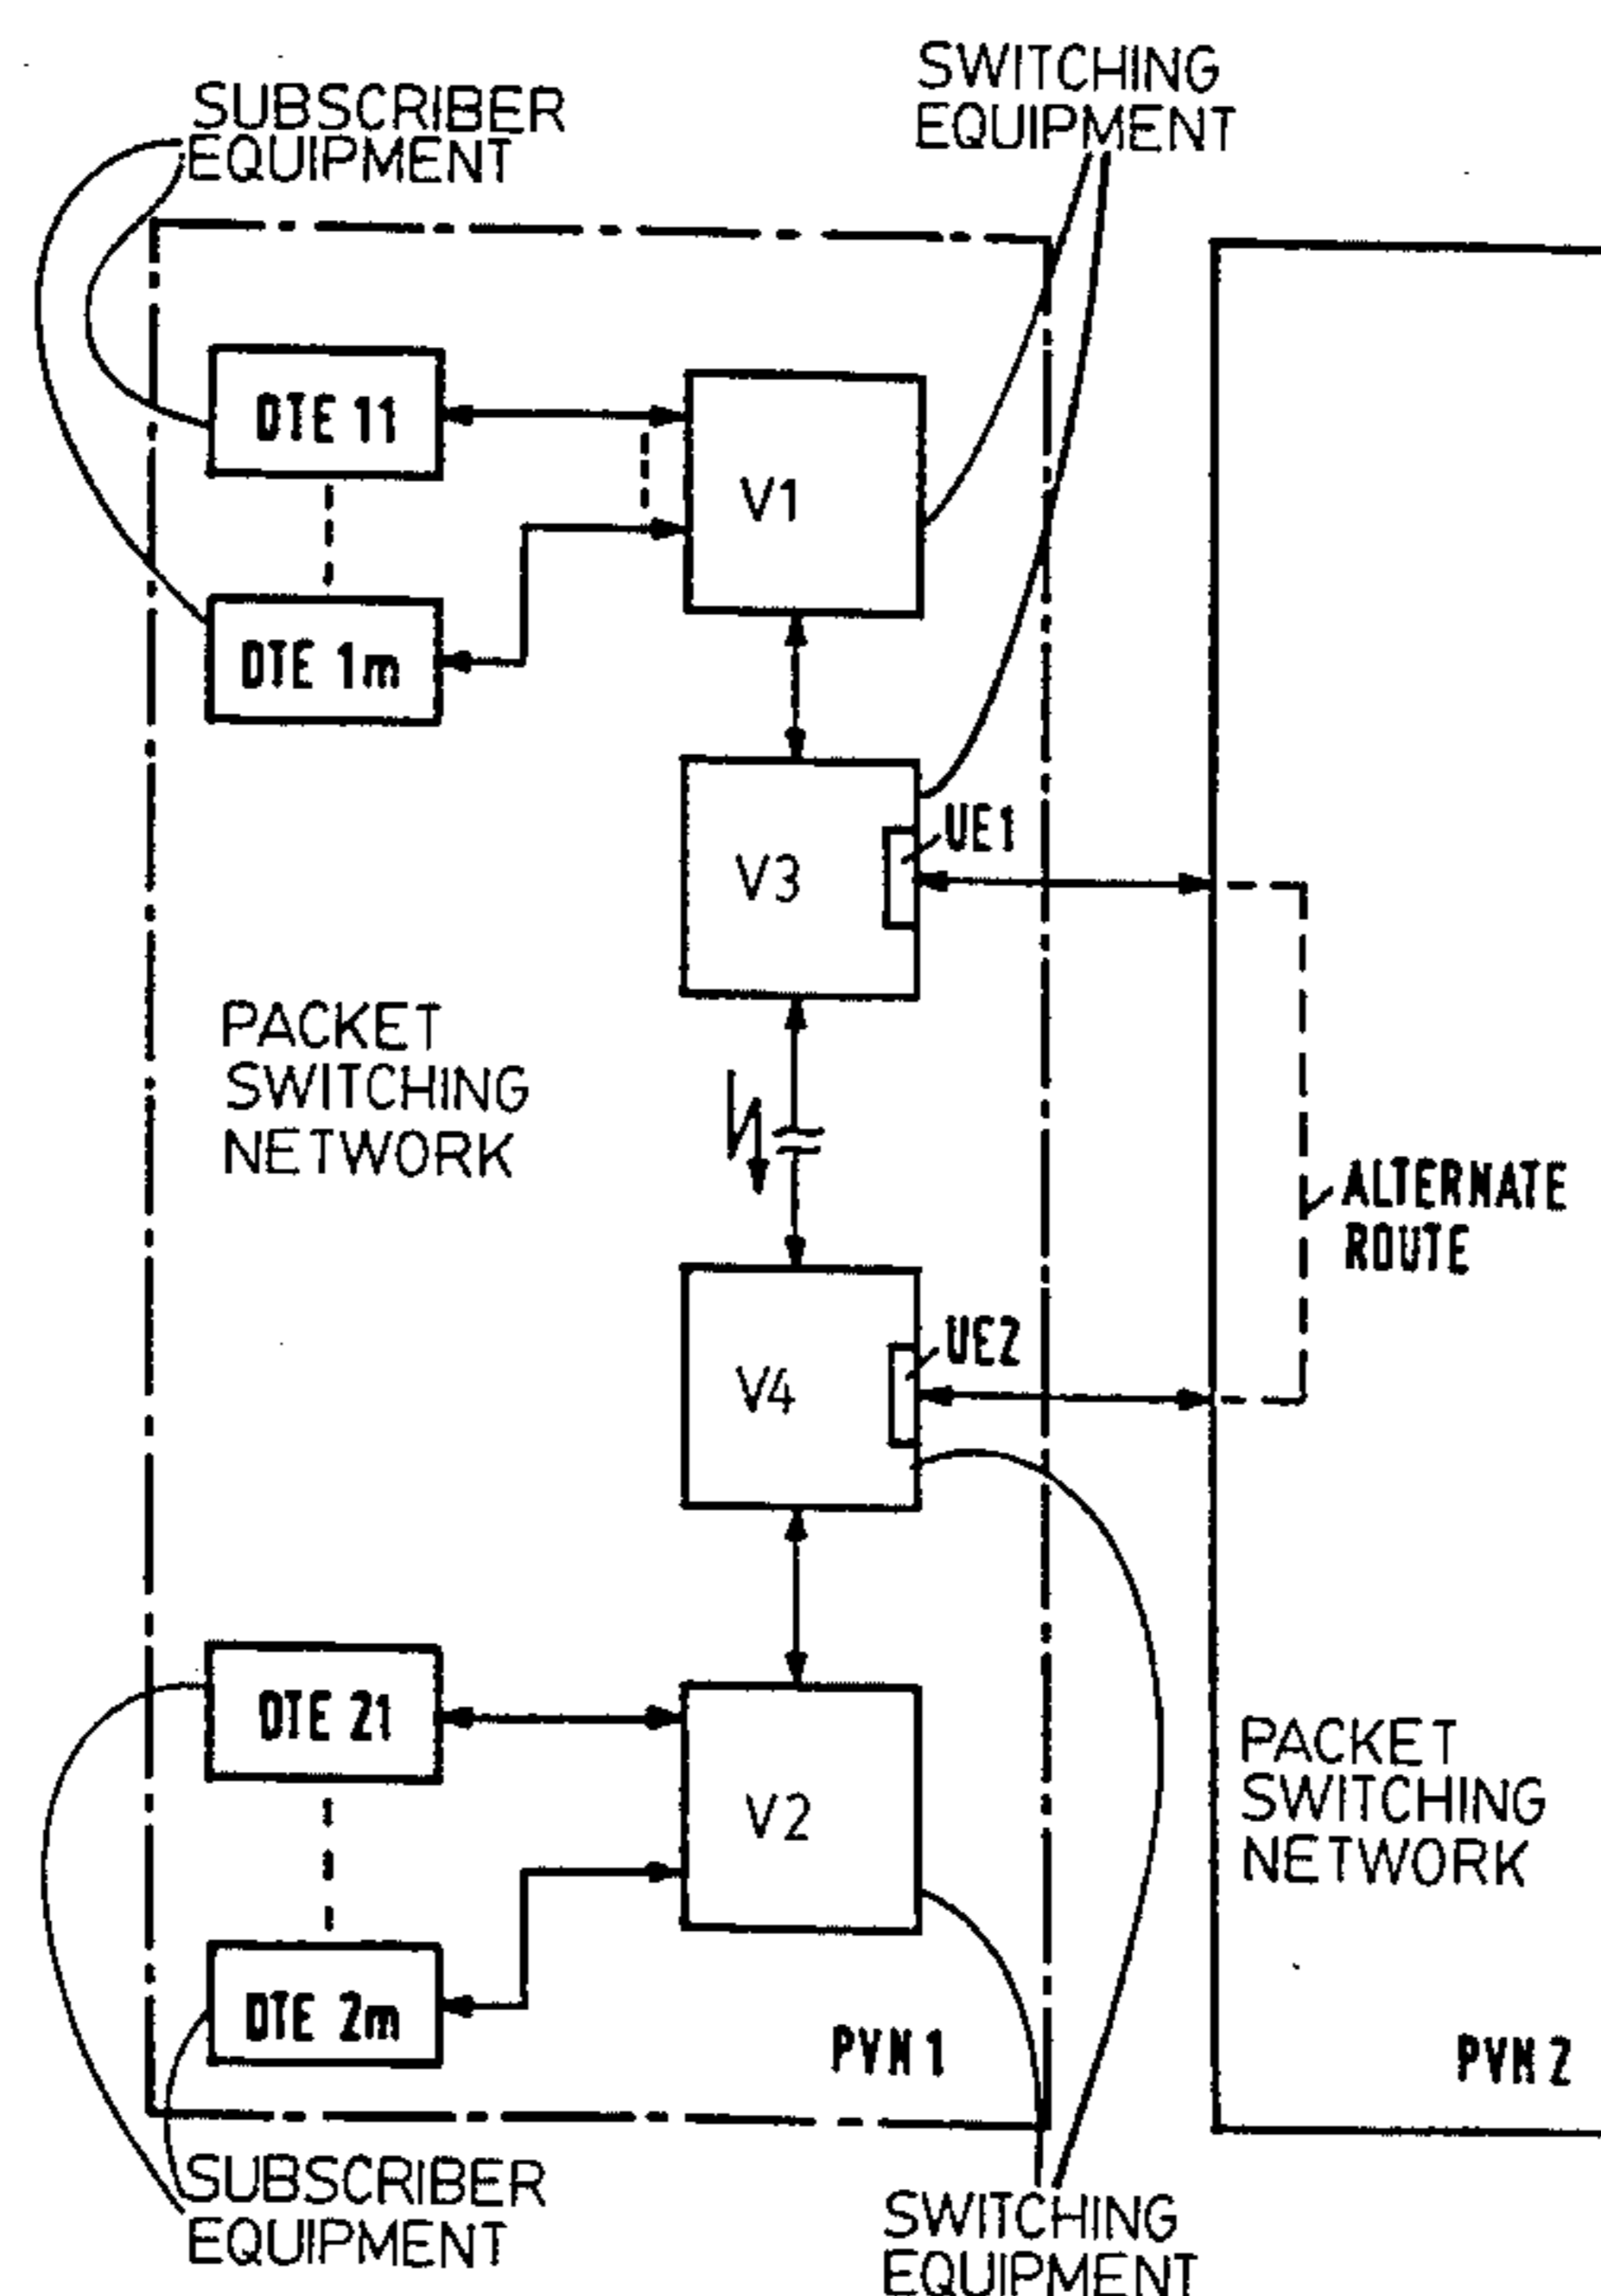 SUBSCRIBER
EQUIPMENT
SWITCHING
EQUIPMENT
DTE 11
V1
DTE 1m
UE1
V3
PACKET
SWITCHING
NETWORK
ALTERNATE
ROUTE
UE2
V4
DTE 21
V2
PACKET
SWITCHING
NETWORK
DTE 2m
PVN 1
PVN 2
SUBSCRIBER
EQUIPMENT
SWITCHING
EQUIPMENT